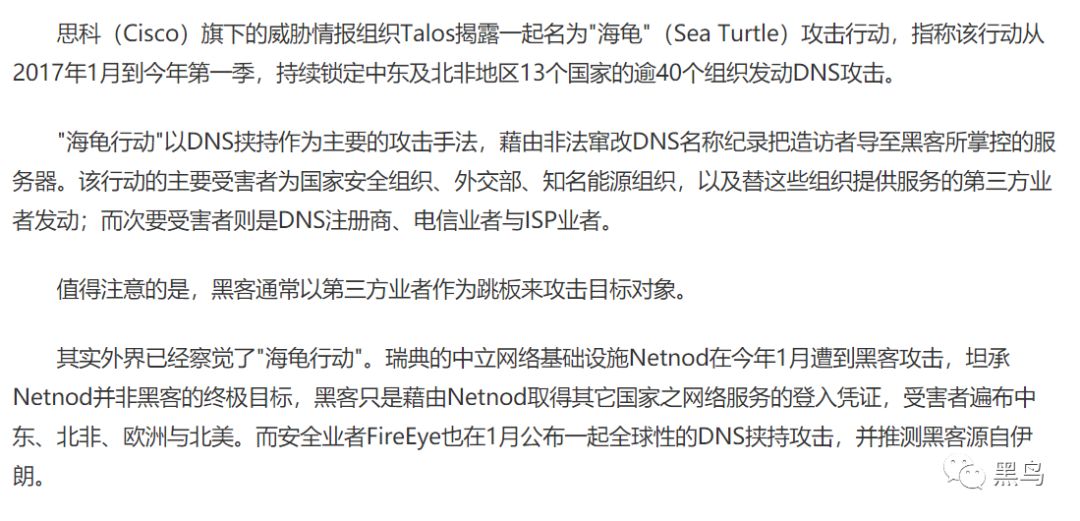 思科（Cisco）旗下的威胁情报组织Talos揭露一起名为"海龟"（Sea Turtle）攻击行动，指称该行动从
2017年1月到今年第一季，持续锁定中东及北非地区13个国家的逾40个组织发动DNS攻击。
"海龟行动"以DNS挟持作为主要的攻击手法，藉由非法窜改DNS名称纪录把造访者导至黑客所掌控的服
务器。该行动的主要受害者为国家安全组织、外交部、知名能源组织，以及替这些组织提供服务的第三方业
者发动；而次要受害者则是DNS注册商、电信业者与ISP业者。
值得注意的是，黑客通常以第三方业者作为跳板来攻击目标对象。
其实外界已经察觉了"海龟行动"。瑞典的中立网络基础设施Netnod在今年1月遭到黑客攻击，坦承
Netnod并非黑客的终极目标，黑客只是藉由Netnod取得其它国家之网络服务的登入凭证，受害者遍布中
东、北非、欧洲与北美。而安全业者FireEye也在1月公布一起全球性的DNS挟持攻击，并推测黑客源自伊
朗。
黑鸟